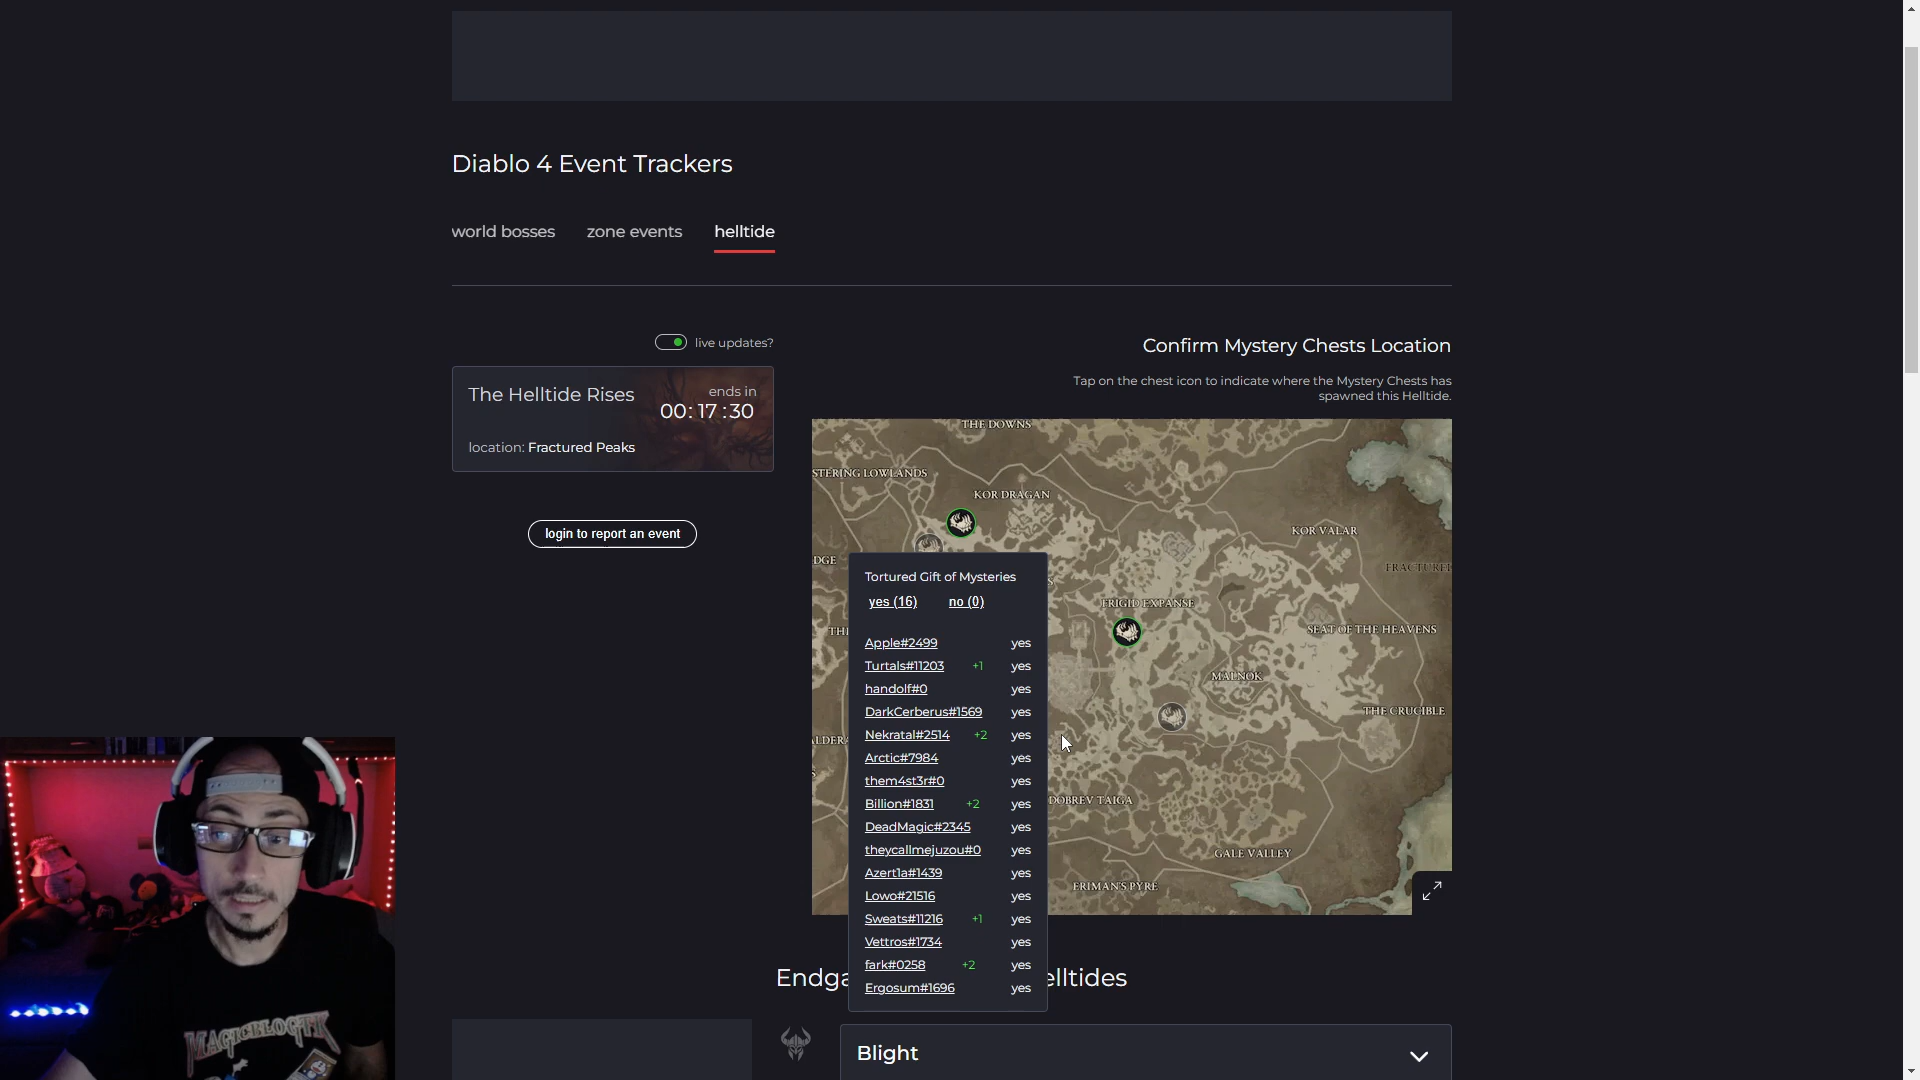 Diablo 4 Event Trackers
world bosses zone events helltide
live updates?
The Helltide Rises
ends in
00:17:30
location: Fractured Peaks
login to report an event
Confirm Mystery Chests Location
Tap on the chest icon to indicate where the Mystery Chests has
spawned this Helltide.
THE DOWNS
STERING LOWLANDS
KOR DRAGAN
KOR VALAR
DGE
FRACTURED
FRIGID EXPANSE
SEAT OF THE HEAVENS
MALNOK
THE CRUCIBLE
DOBREV TAIGA
GALE VALLEY
ERIMAN'S PYRE
Tortured Gift of Mysteries
yes (16) no (0)
Apple#2499 yes
Turtals#11203 +1 yes
handolf#0 yes
DarkCerberus#1569 yes
Nekratal#2514 +2 yes
Arctic#7984 yes
them4st3r#0 yes
Billion#1831 +2 yes
DeadMagic#2345 yes
theycallmejuzou#0 yes
Azert1a#1439 yes
Lowo#21516 yes
Sweats#11216 +1 yes
Vettros#1734 yes
fark#0258 +2 yes
Ergosum#1696 yes
Endga elltides
Blight
MAGICBLOGTK